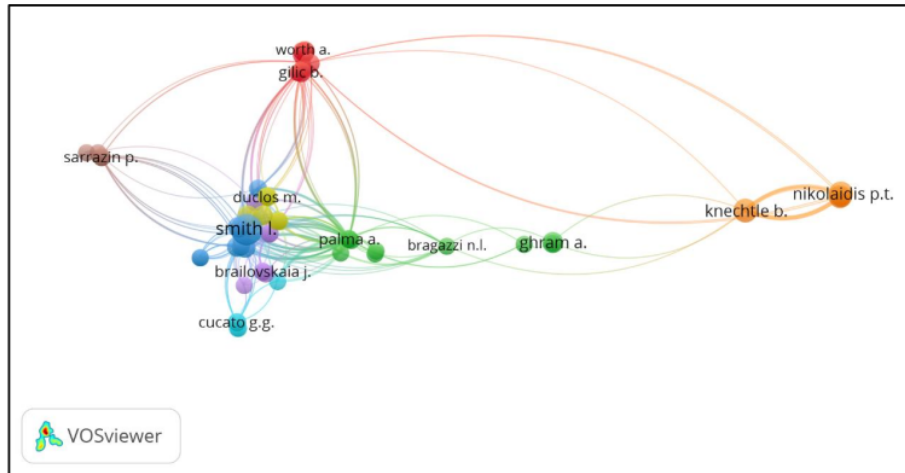 worth a.
gilic b.
sarrazin p.
duclos m.
nikolaidis p.t.
knechtle b.
smith l.
palma a.
bragazzi n.l.
ghram a.
brailovskaia j.
cucato g.g.
VOSviewer